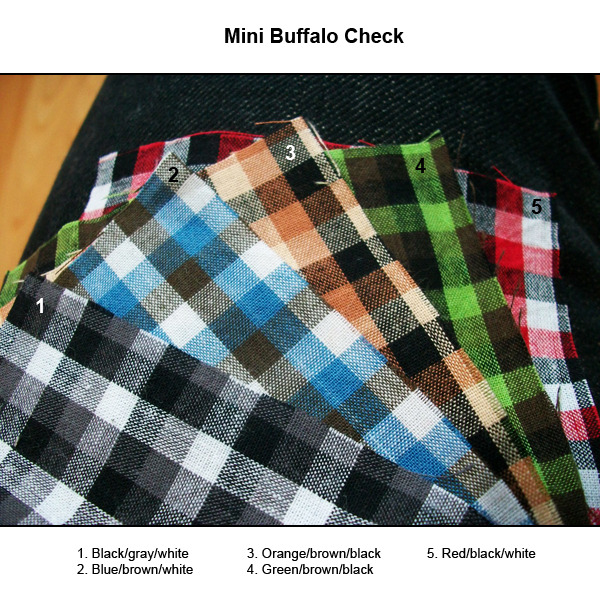 Mini Buffalo Check
1
2
3
4
5
1. Black/gray/white
2. Blue/brown/white
3. Orange/brown/black
4. Green/brown/black
5. Red/black/white